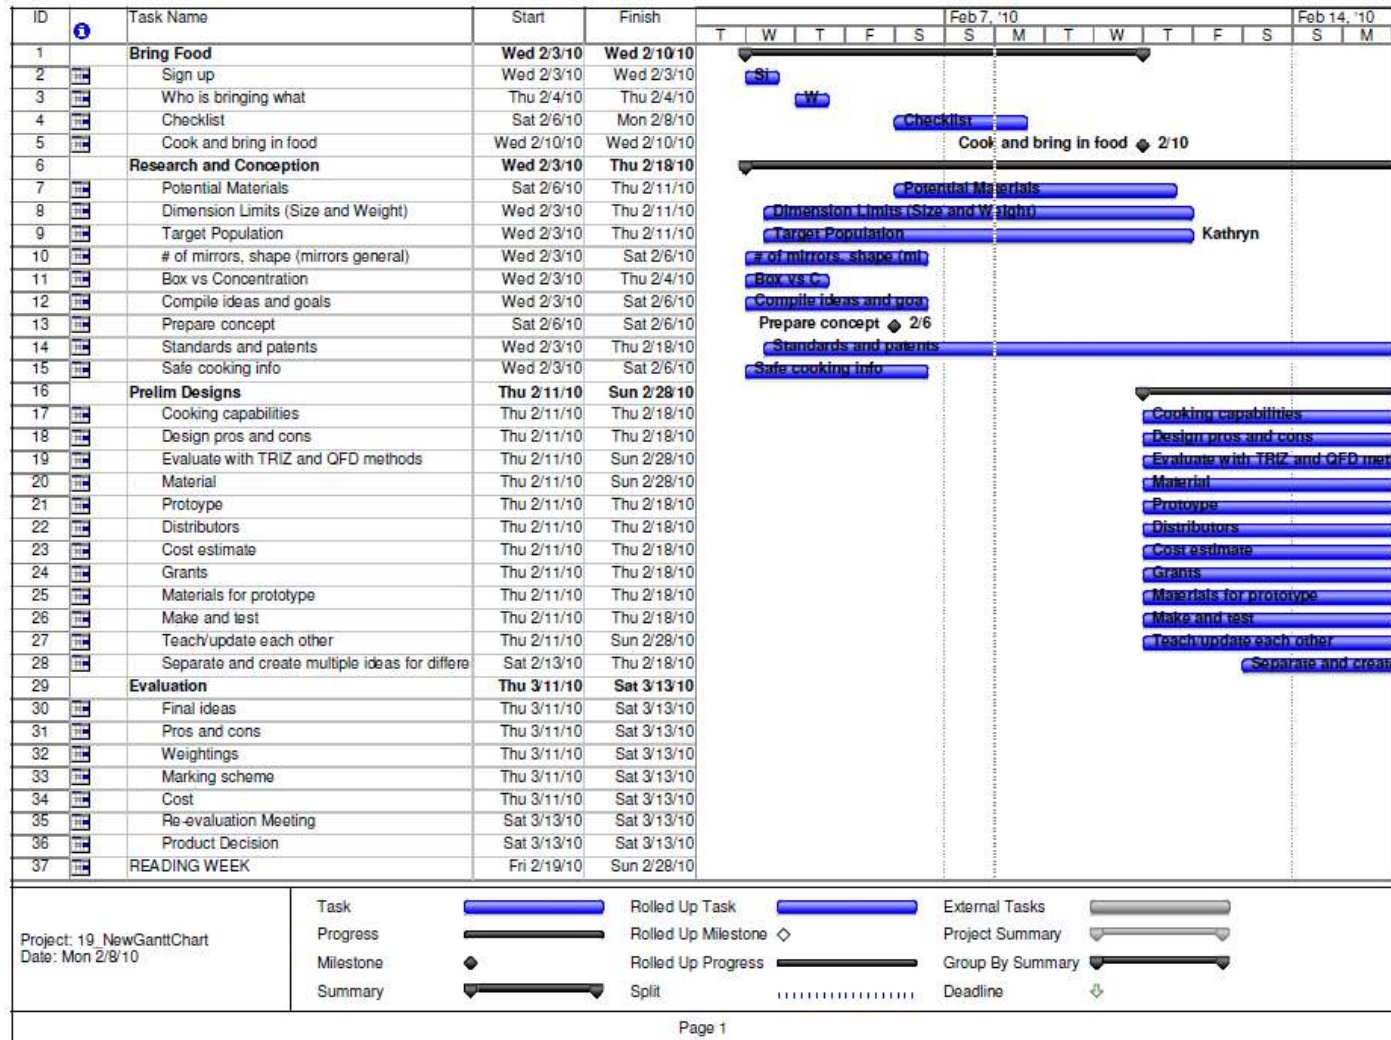 ID Task Name Start Finish Feb 7, '10 Feb 14, '10
T W T F S S M T W T F S S M
1 Bring Food Wed 2/3/10 Wed 2/10/10
2 Sign up Wed 2/3/10 Wed 2/3/10 Si
3 Who is bringing what Thu 2/4/10 Thu 2/4/10 W
4 Checklist Sat 2/6/10 Mon 2/8/10 Checklist
5 Cook and bring in food Wed 2/10/10 Wed 2/10/10 Cook and bring in food 2/10
6 Research and Conception Wed 2/3/10 Thu 2/18/10
7 Potential Materials Sat 2/6/10 Thu 2/11/10 Potential Materials
8 Dimension Limits (Size and Weight) Wed 2/3/10 Thu 2/11/10 Dimension Limits (Size and Weight)
9 Target Population Wed 2/3/10 Thu 2/11/10 Target Population Kathryn
10 # of mirrors, shape (mirrors general) Wed 2/3/10 Sat 2/6/10 # of mirrors, shape (mi
11 Box vs Concentration Wed 2/3/10 Thu 2/4/10 Box vs C
12 Compile ideas and goals Wed 2/3/10 Sat 2/6/10 Compile ideas and goa
13 Prepare concept Sat 2/6/10 Sat 2/6/10 Prepare concept 2/6
14 Standards and patents Wed 2/3/10 Thu 2/18/10 Standards and patents
15 Safe cooking info Wed 2/3/10 Sat 2/6/10 Safe cooking info
16 Prelim Designs Thu 2/11/10 Sun 2/28/10
17 Cooking capabilities Thu 2/11/10 Thu 2/18/10 Cooking capabilities
18 Design pros and cons Thu 2/11/10 Thu 2/18/10 Design pros and cons
19 Evaluate with TRIZ and QFD methods Thu 2/11/10 Sun 2/28/10 Evaluate with TRIZ and QFD met
20 Material Thu 2/11/10 Sun 2/28/10 Material
21 Protoype Thu 2/11/10 Thu 2/18/10 Protoype
22 Distributors Thu 2/11/10 Thu 2/18/10 Distributors
23 Cost estimate Thu 2/11/10 Thu 2/18/10 Cost estimate
24 Grants Thu 2/11/10 Thu 2/18/10 Grants
25 Materials for prototype Thu 2/11/10 Thu 2/18/10 Materials for prototype
26 Make and test Thu 2/11/10 Thu 2/18/10 Make and test
27 Teach/update each other Thu 2/11/10 Sun 2/28/10 Teach/update each other
28 Separate and create multiple ideas for differe Sat 2/13/10 Thu 2/18/10 Separate and creat
29 Evaluation Thu 3/11/10 Sat 3/13/10
30 Final ideas Thu 3/11/10 Sat 3/13/10
31 Pros and cons Thu 3/11/10 Sat 3/13/10
32 Weightings Thu 3/11/10 Sat 3/13/10
33 Marking scheme Thu 3/11/10 Sat 3/13/10
34 Cost Thu 3/11/10 Sat 3/13/10
35 Re-evaluation Meeting Sat 3/13/10 Sat 3/13/10
36 Product Decision Sat 3/13/10 Sat 3/13/10
37 READING WEEK Fri 2/19/10 Sun 2/28/10
Project: 19_NewGanttChart
Date: Mon 2/8/10
Task Rolled Up Task External Tasks
Progress Rolled Up Milestone Project Summary
Milestone Rolled Up Progress Group By Summary
Summary Split Deadline
Page 1